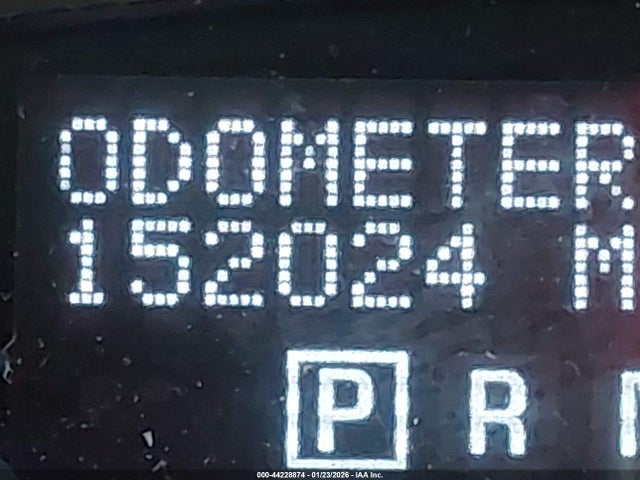 ODOMETER
152024 M
P R
000-44228874 - 01/23/2026 - IAA Inc.